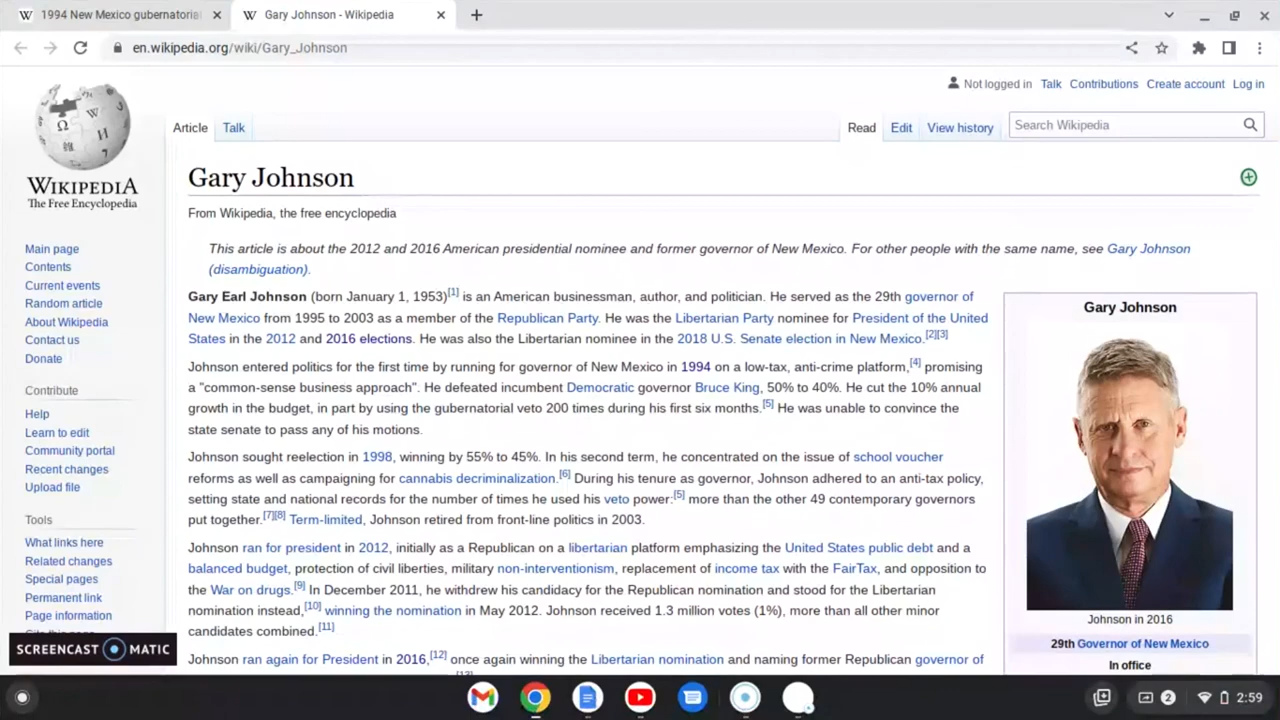 1994 New Mexico gubernatorial
Gary Johnson - Wikipedia
en.wikipedia.org/wiki/Gary_Johnson
Not logged in Talk Contributions Create account Log in
Article Talk Read Edit View history Search Wikipedia
WIKIPEDIA
The Free Encyclopedia
Main page
Contents
Current events
Random article
About Wikipedia
Contact us
Donate
Contribute
Help
Learn to edit
Community portal
Recent changes
Upload file
Tools
What links here
Related changes
Special pages
Permanent link
Page information
Cite this page
SCREENCAST MATIC
Gary Johnson
From Wikipedia, the free encyclopedia
This article is about the 2012 and 2016 American presidential nominee and former governor of New Mexico. For other people with the same name, see Gary Johnson
(disambiguation).
Gary Earl Johnson (born January 1, 1953)[1] is an American businessman, author, and politician. He served as the 29th governor of
New Mexico from 1995 to 2003 as a member of the Republican Party. He was the Libertarian Party nominee for President of the United
States in the 2012 and 2016 elections. He was also the Libertarian nominee in the 2018 U.S. Senate election in New Mexico.[2][3]
Johnson entered politics for the first time by running for governor of New Mexico in 1994 on a low-tax, anti-crime platform,[4] promising
a "common-sense business approach". He defeated incumbent Democratic governor Bruce King, 50% to 40%. He cut the 10% annual
growth in the budget, in part by using the gubernatorial veto 200 times during his first six months.[5] He was unable to convince the
state senate to pass any of his motions.
Johnson sought reelection in 1998, winning by 55% to 45%. In his second term, he concentrated on the issue of school voucher
reforms as well as campaigning for cannabis decriminalization.[6] During his tenure as governor, Johnson adhered to an anti-tax policy,
setting state and national records for the number of times he used his veto power:[5] more than the other 49 contemporary governors
put together.[7][8] Term-limited, Johnson retired from front-line politics in 2003.
Johnson ran for president in 2012, initially as a Republican on a libertarian platform emphasizing the United States public debt and a
balanced budget, protection of civil liberties, military non-interventionism, replacement of income tax with the FairTax, and opposition to
the War on drugs.[9] In December 2011, he withdrew his candidacy for the Republican nomination and stood for the Libertarian
nomination instead,[10] winning the nomination in May 2012. Johnson received 1.3 million votes (1%), more than all other minor
candidates combined.[11]
Johnson ran again for President in 2016,[12] once again winning the Libertarian nomination and naming former Republican governor of
Gary Johnson
Johnson in 2016
29th Governor of New Mexico
In office
2 2:59